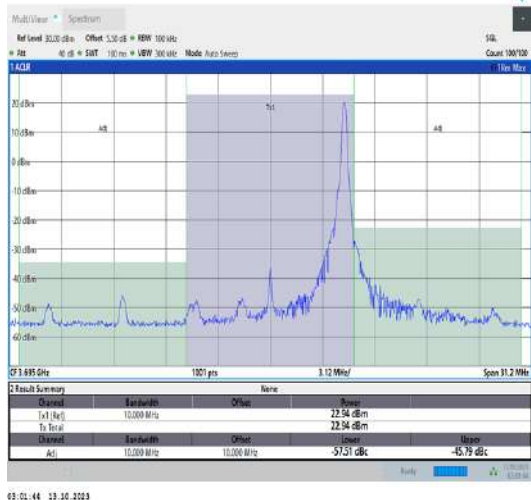 MultiView Spectrum
Ref Level 30.00 dBm Offset 5.50 dB RBW 100 kHz SGL
Att 40 dB SWT 100 ms VBW 300 kHz Mode Auto Sweep Count 100/100
1 ACLR
20 dBm
Tx1
10 dBm Adj Adj
0 dBm
-10 dBm
-20 dBm
-30 dBm
-40 dBm
-50 dBm
-60 dBm
CF 3.695 GHz 1001 pts 3.12 MHz/ Span 31.2 MHz
2 Result Summary None
Channel Bandwidth Offset Power
Tx1 (Ref) 10.000 MHz 22.94 dBm
Tx Total 22.94 dBm
Channel Bandwidth Offset Lower Upper
Adj 10.000 MHz 10.000 MHz -57.51 dBc -45.79 dBc
Ready
03:01:44 13.10.2023